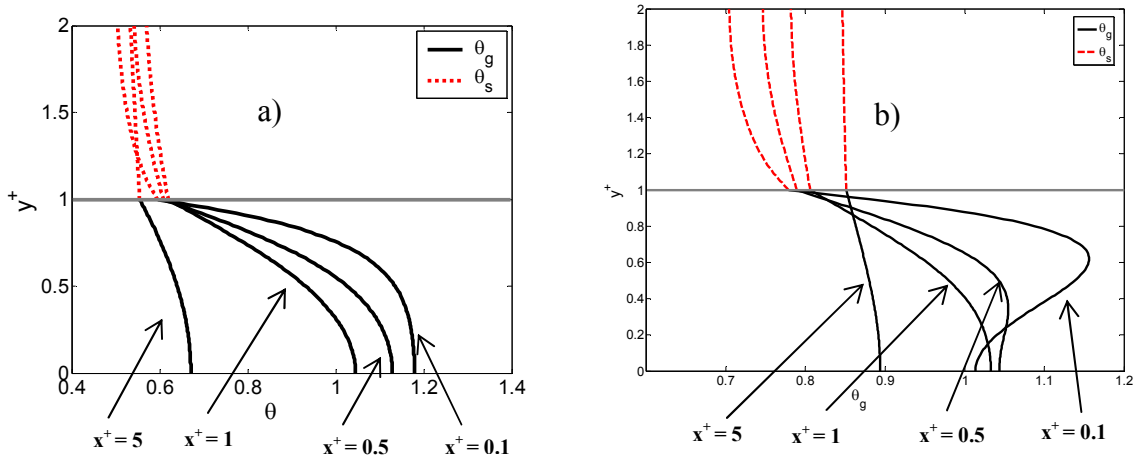 2
1.5
1
0.5
0
y⁺
a)
θg
θs
0.4 0.6 0.8 1 1.2 1.4
θ
x⁺ = 5
x⁺ = 1
x⁺ = 0.5
x⁺ = 0.1
2
1.8
1.6
1.4
1.2
1
0.8
0.6
0.4
0.2
0
y⁺
b)
θg
θs
0.7 0.8 0.9 1 1.1 1.2
θg
x⁺ = 5
x⁺ = 1
x⁺ = 0.5
x⁺ = 0.1